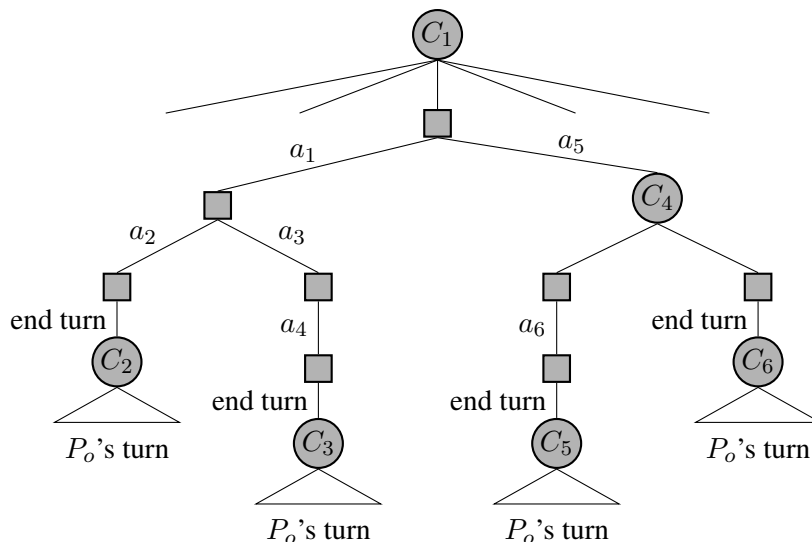 C₁
a₁ a₅
C₄
a₂ a₃
end turn a₄ a₆ end turn
C₂ C₆
end turn end turn
Pₒ's turn C₃ C₅ Pₒ's turn
Pₒ's turn Pₒ's turn